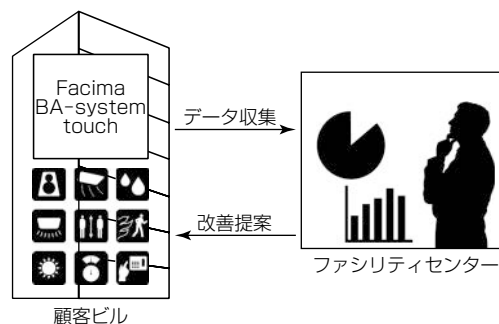 Facima
BA-system
touch
データ収集
改善提案
顧客ビル
ファシリティセンター